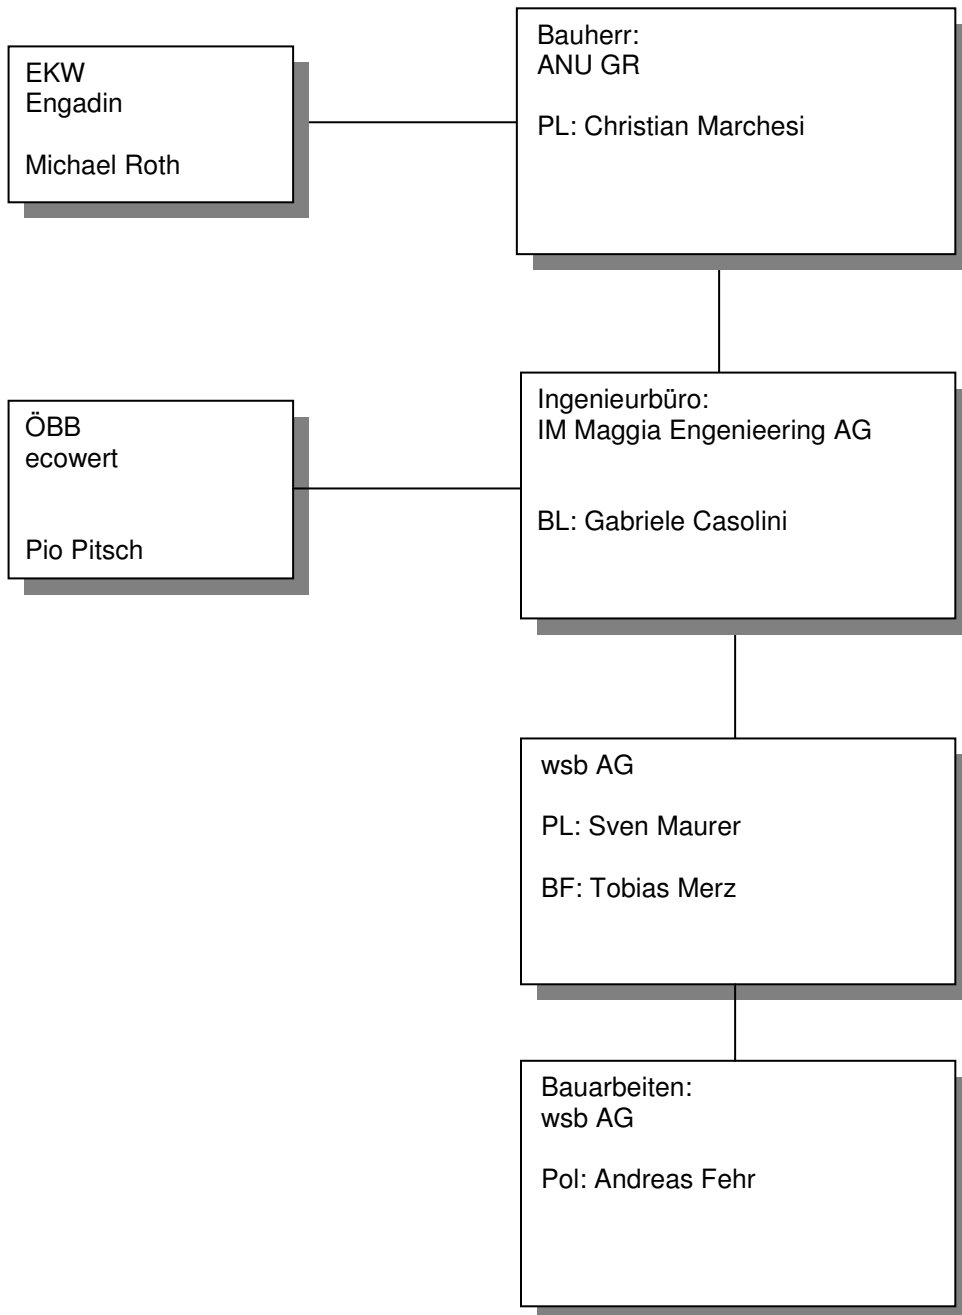 EKW
Engadin
Michael Roth
Bauherr:
ANU GR
PL: Christian Marchesi
ÖBB
ecowert
Pio Pitsch
Ingenieurbüro:
IM Maggia Engenieering AG
BL: Gabriele Casolini
wsb AG
PL: Sven Maurer
BF: Tobias Merz
Bauarbeiten:
wsb AG
Pol: Andreas Fehr